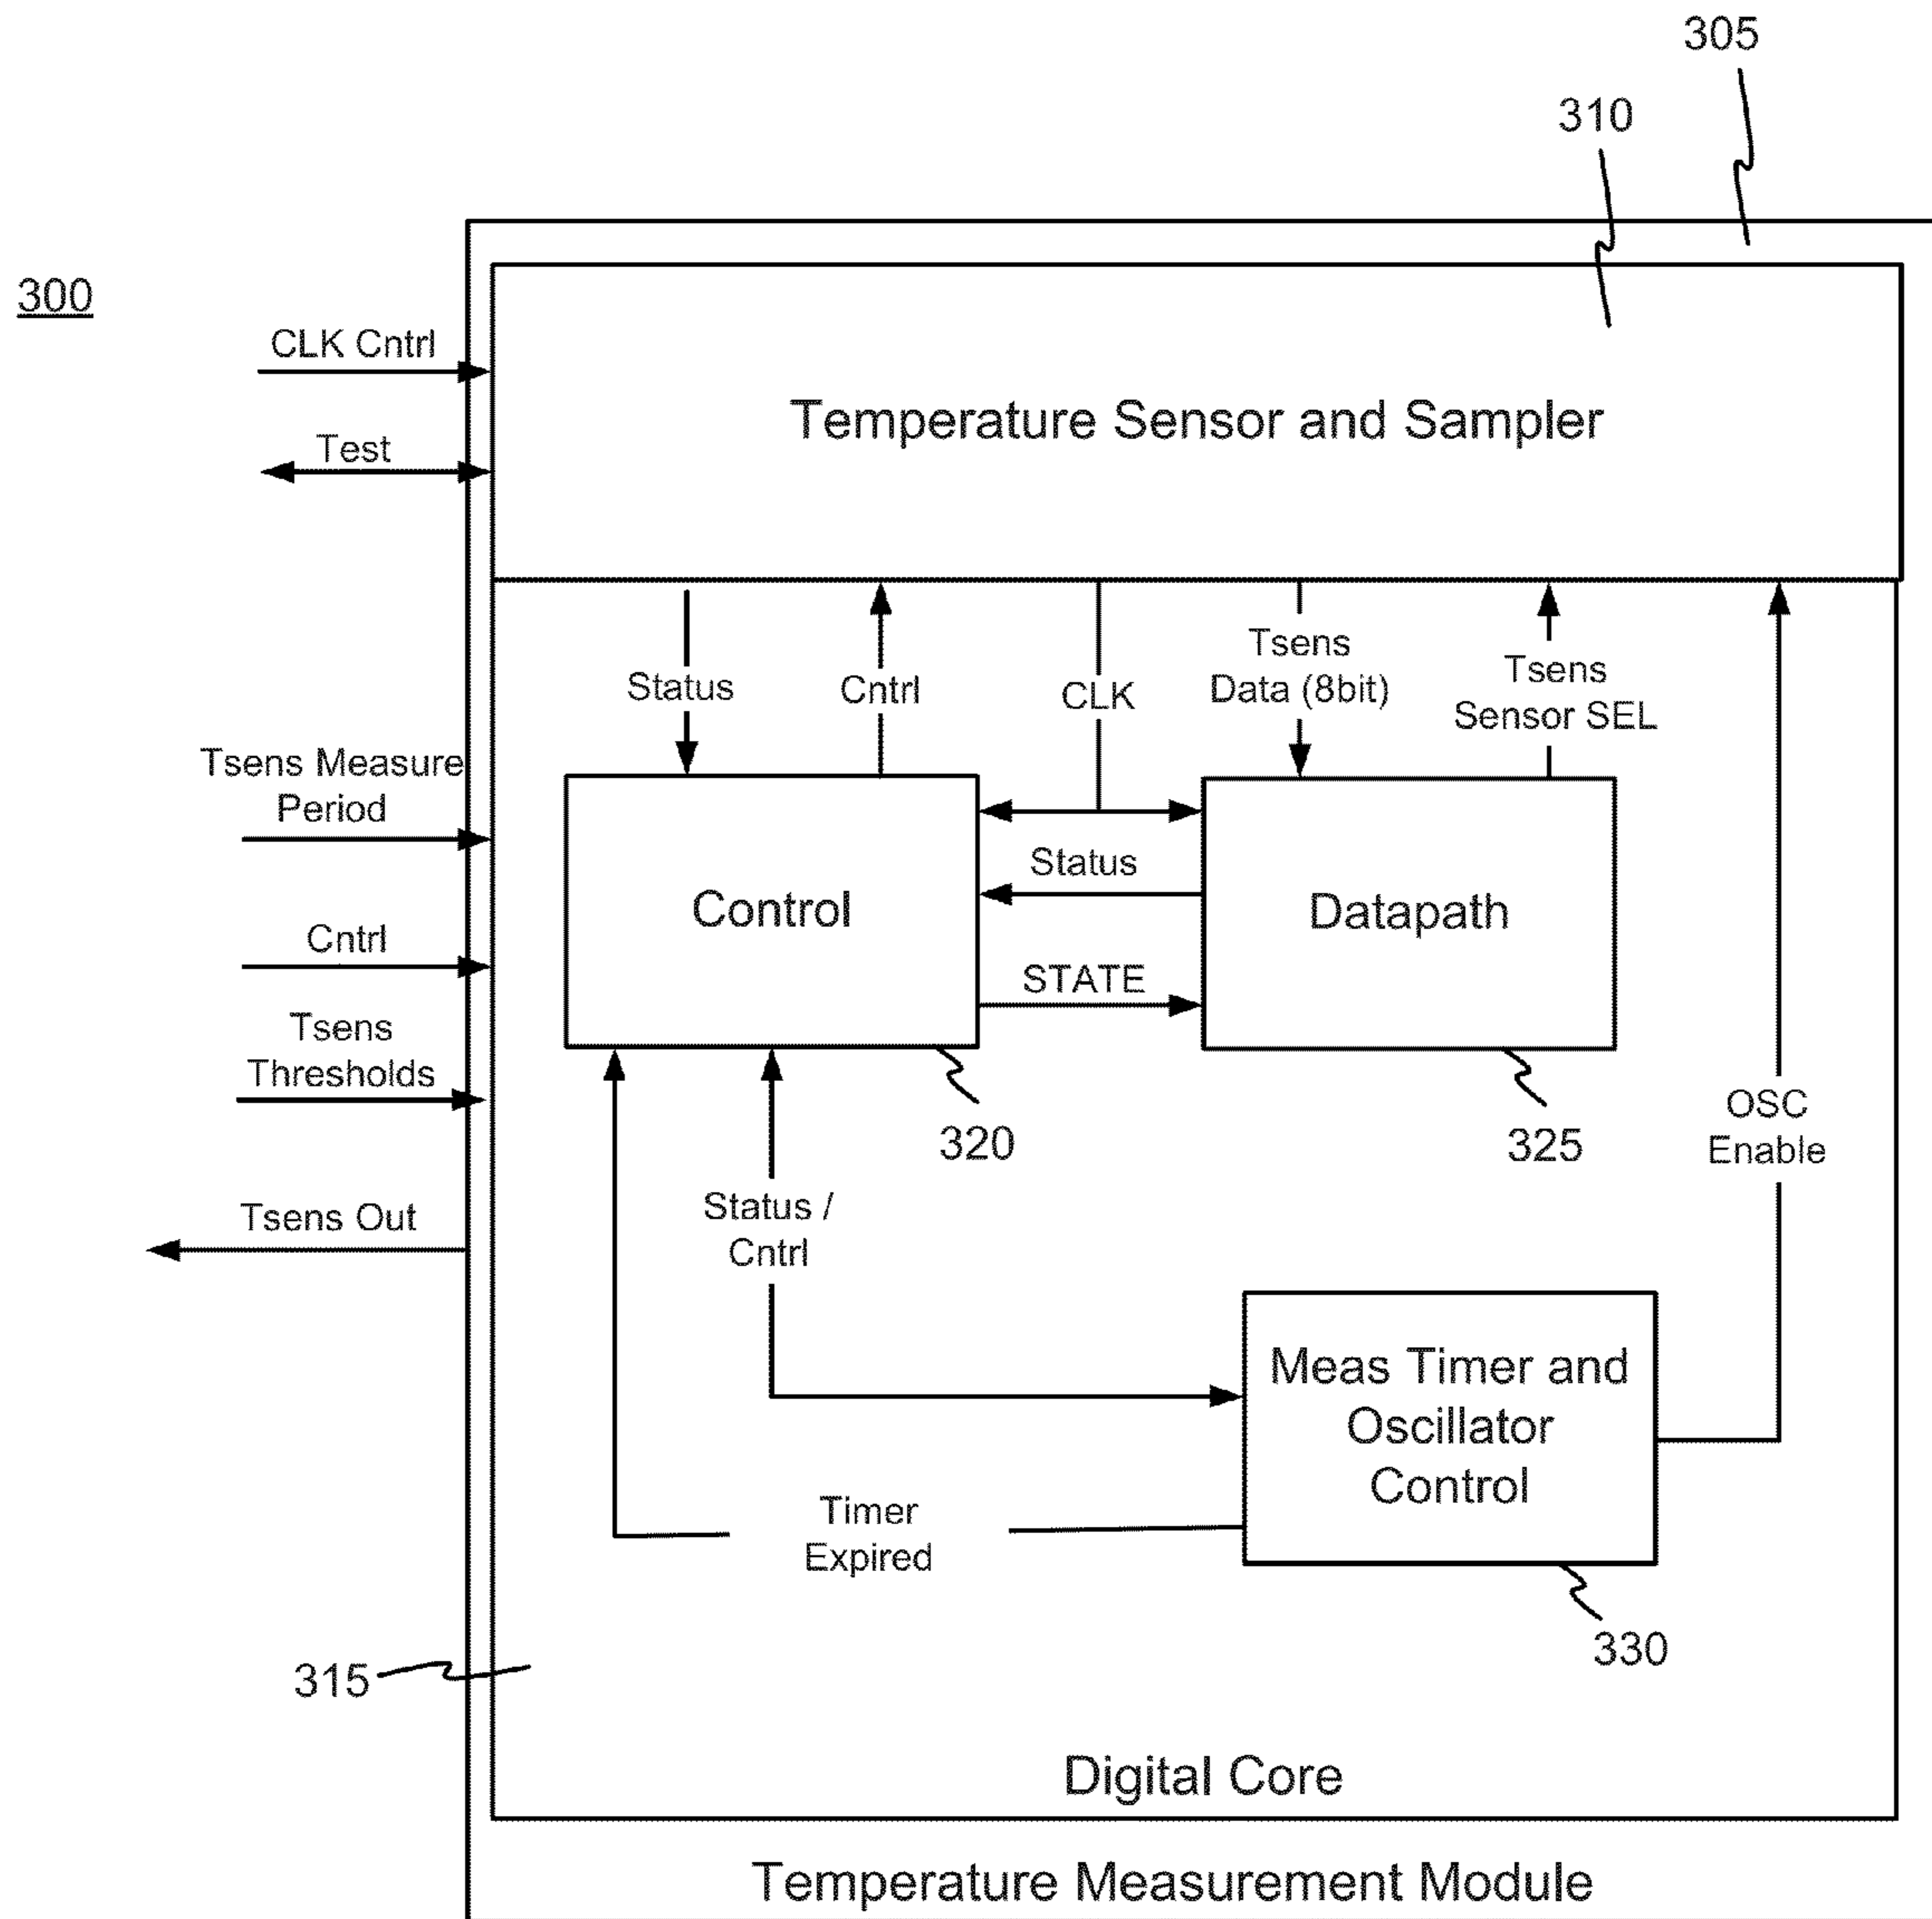 305
310
300
CLK Cntrl
Temperature Sensor and Sampler
Test
Status
Cntrl
CLK
Tsens
Data (8bit)
Tsens
Sensor SEL
Tsens Measure
Period
Status
Control
Datapath
Cntrl
STATE
Tsens
Thresholds
320
325
OSC
Enable
Tsens Out
Status /
Cntrl
Meas Timer and
Oscillator
Control
Timer
Expired
330
315
Digital Core
Temperature Measurement Module